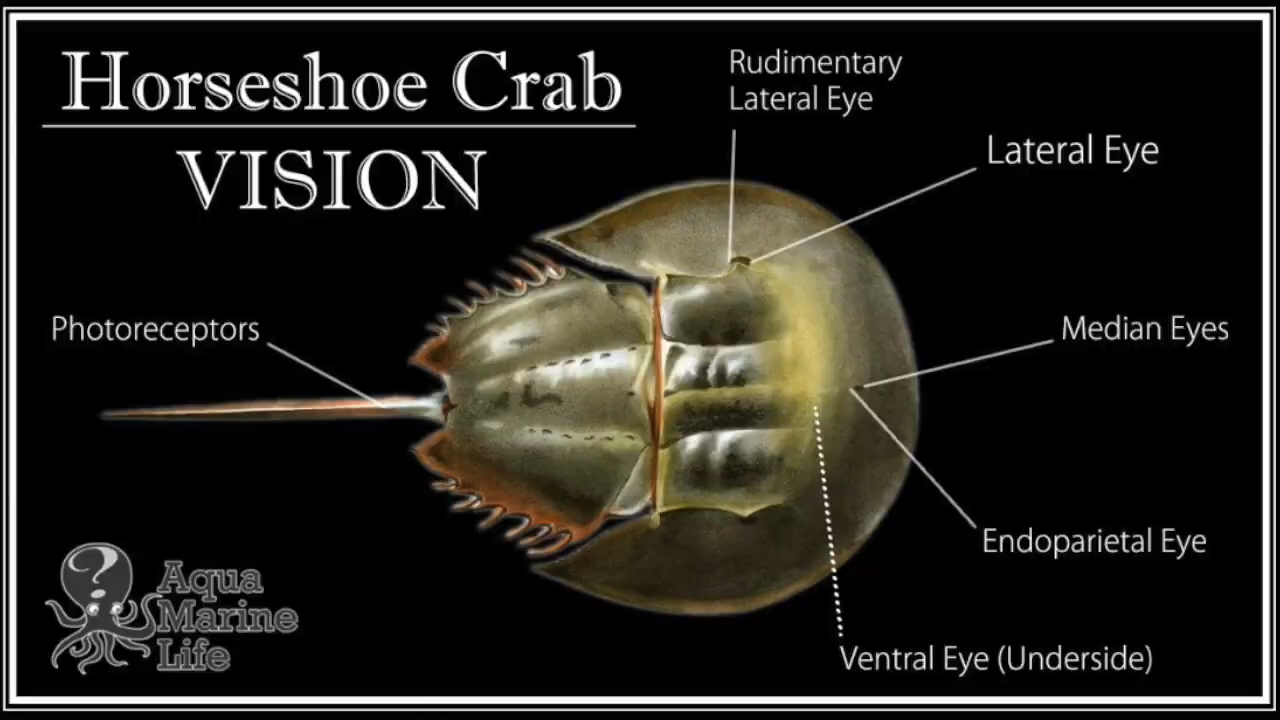 Horseshoe Crab
VISION
Rudimentary
Lateral Eye
Lateral Eye
Photoreceptors
Median Eyes
Endoparietal Eye
Ventral Eye (Underside)
?
Aqua
Marine
Life